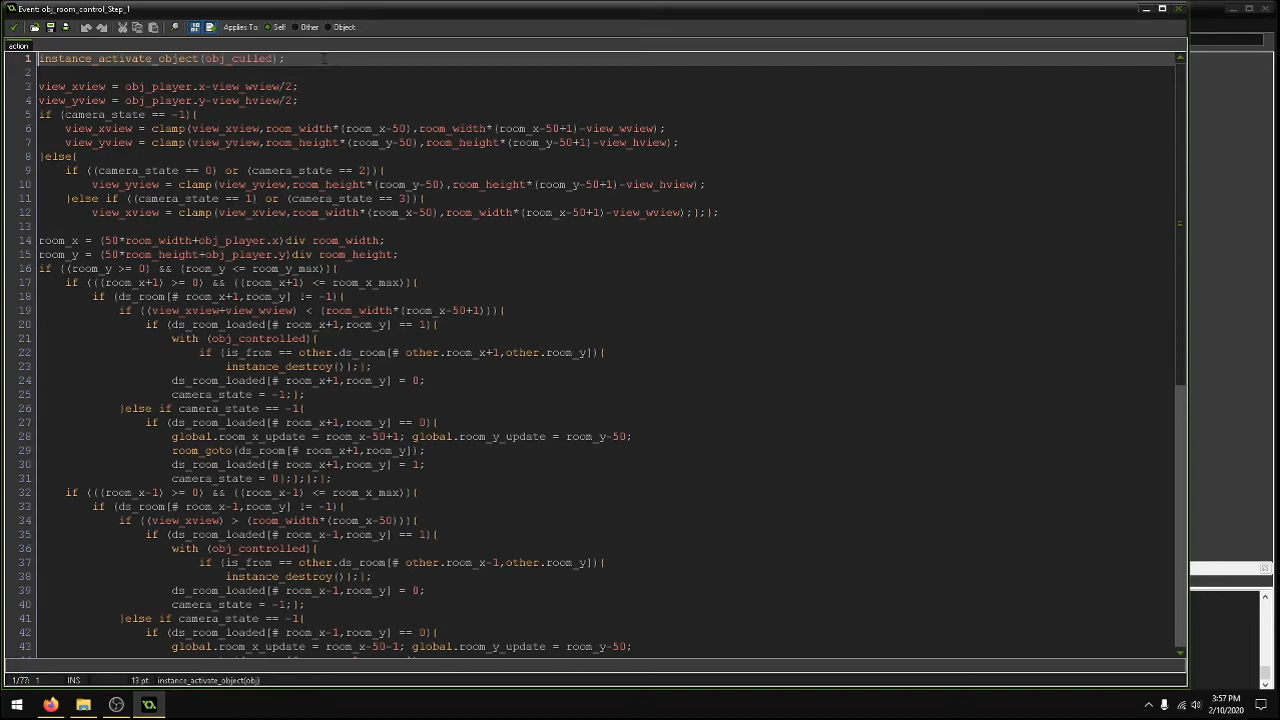 Event: obj_room_control_Step_1
Applies To: Self Other Object:
action
1 instance_activate_object(obj_culled);
2
3 view_xview = obj_player.x-view_wview/2;
4 view_yview = obj_player.y-view_hview/2;
5 if (camera_state == -1){
6 view_xview = clamp(view_xview,room_width*(room_x-50),room_width*(room_x-50+1)-view_wview);
7 view_yview = clamp(view_yview,room_height*(room_y-50),room_height*(room_y-50+1)-view_hview);
8 }else{
9 if ((camera_state == 0) or (camera_state == 2)){
10 view_yview = clamp(view_yview,room_height*(room_y-50),room_height*(room_y-50+1)-view_hview);
11 }else if ((camera_state == 1) or (camera_state == 3)){
12 view_xview = clamp(view_xview,room_width*(room_x-50),room_width*(room_x-50+1)-view_wview);};};
13
14 room_x = (50*room_width+obj_player.x)div room_width;
15 room_y = (50*room_height+obj_player.y)div room_height;
16 if ((room_y >= 0) && (room_y <= room_y_max)){
17 if (((room_x+1) >= 0) && ((room_x+1) <= room_x_max)){
18 if (ds_room[# room_x+1,room_y] != -1){
19 if ((view_xview+view_wview) < (room_width*(room_x-50+1))){
20 if (ds_room_loaded[# room_x+1,room_y] == 1){
21 with (obj_controlled){
22 if (is_from == other.ds_room[# other.room_x+1,other.room_y]){
23 instance_destroy();};
24 ds_room_loaded[# room_x+1,room_y] = 0;
25 camera_state = -1;};
26 }else if camera_state == -1{
27 if (ds_room_loaded[# room_x+1,room_y] == 0){
28 global.room_x_update = room_x-50+1; global.room_y_update = room_y-50;
29 room_goto(ds_room[# room_x+1,room_y]);
30 ds_room_loaded[# room_x+1,room_y] = 1;
31 camera_state = 0};};};};
32 if (((room_x-1) >= 0) && ((room_x-1) <= room_x_max)){
33 if (ds_room[# room_x-1,room_y] != -1){
34 if ((view_xview) > (room_width*(room_x-50))){
35 if (ds_room_loaded[# room_x-1,room_y] == 1){
36 with (obj_controlled){
37 if (is_from == other.ds_room[# other.room_x-1,other.room_y]){
38 instance_destroy();};
39 ds_room_loaded[# room_x-1,room_y] = 0;
40 camera_state = -1;};
41 }else if camera_state == -1{
42 if (ds_room_loaded[# room_x-1,room_y] == 0){
43 global.room_x_update = room_x-50-1; global.room_y_update = room_y-50;
1/77: 1 INS 13 pt instance_activate_object(obj)
3:57 PM
2/10/2020